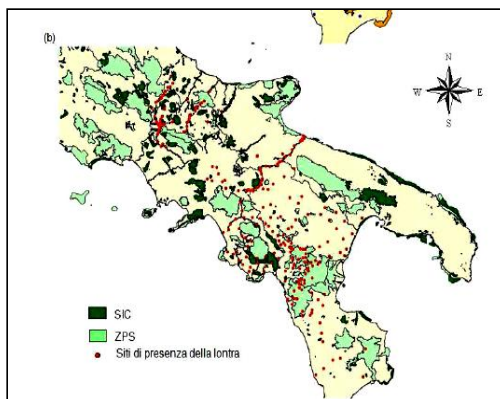 (b)
N
W E
S
SIC
ZPS
Siti di presenza della lontra